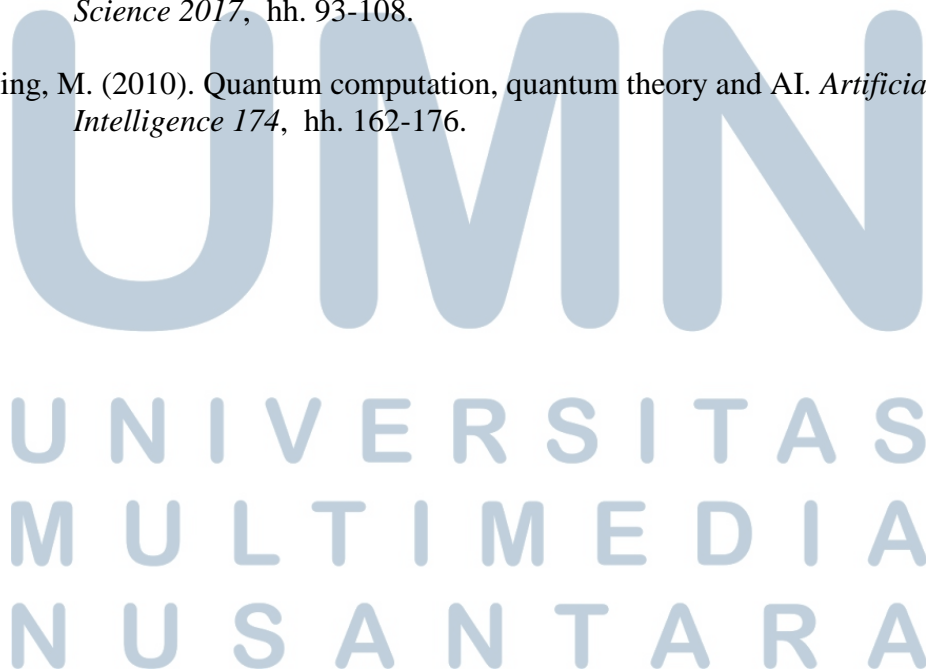 Science 2017, hh. 93-108.
ing, M. (2010). Quantum computation, quantum theory and AI. Artificia
Intelligence 174, hh. 162-176.
UMN
UNIVERSITAS
MULTIMEDIA
NUSANTARA